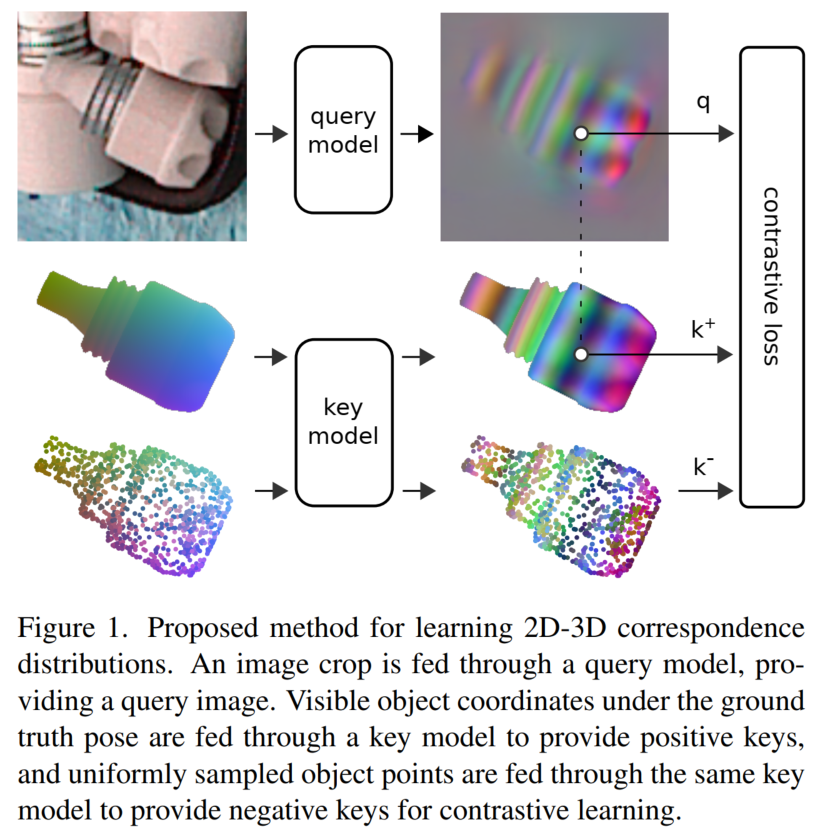 query
model
q
k+
contrastive loss
key
model
k-
Figure 1. Proposed method for learning 2D-3D correspondence
distributions. An image crop is fed through a query model, pro-
viding a query image. Visible object coordinates under the ground
truth pose are fed through a key model to provide positive keys,
and uniformly sampled object points are fed through the same key
model to provide negative keys for contrastive learning.